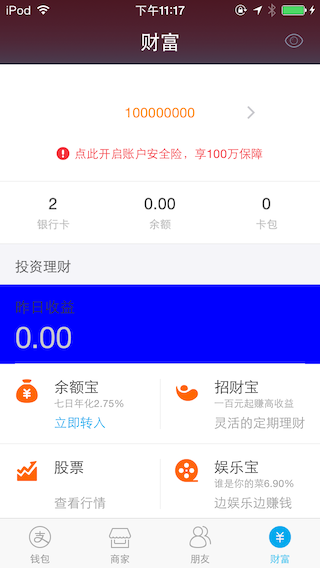 iPod 下午11:17
财富
100000000
点此开启账户安全险，享100万保障
2 0.00 0
银行卡 余额 卡包
投资理财
昨日收益
0.00
余额宝 招财宝
七日年化2.75% 一百元起赚高收益
立即转入 灵活的定期理财
股票 娱乐宝
谁是你的菜6.90%
查看行情 边娱乐边赚钱
钱包 商家 朋友 财富